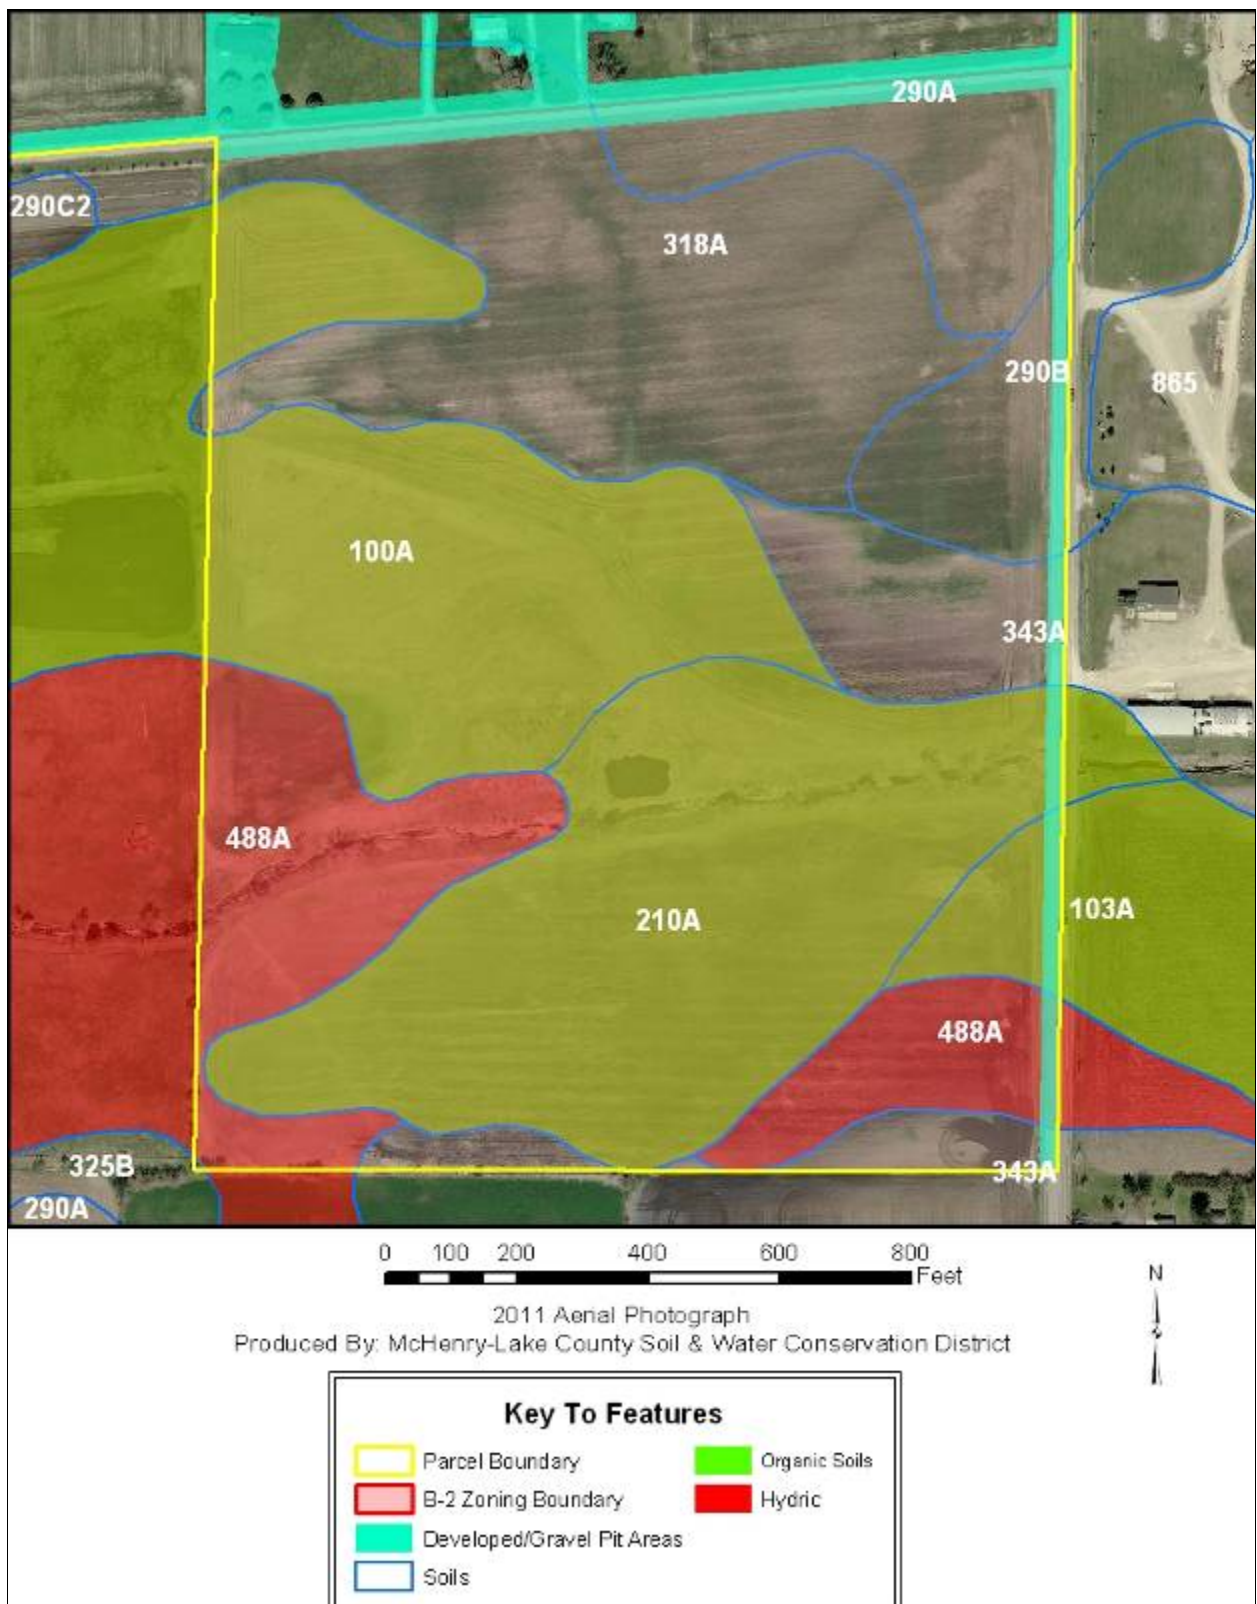 290A
290C2
318A
290B
865
100A
343A
488A
210A
103A
488A
325B
343A
290A
0 100 200 400 600 800
Feet
N
2011 Aerial Photograph
Produced By: McHenry-Lake County Soil & Water Conservation District
Key To Features
Parcel Boundary
Organic Soils
B-2 Zoning Boundary
Hydric
Developed/Gravel Pit Areas
Soils